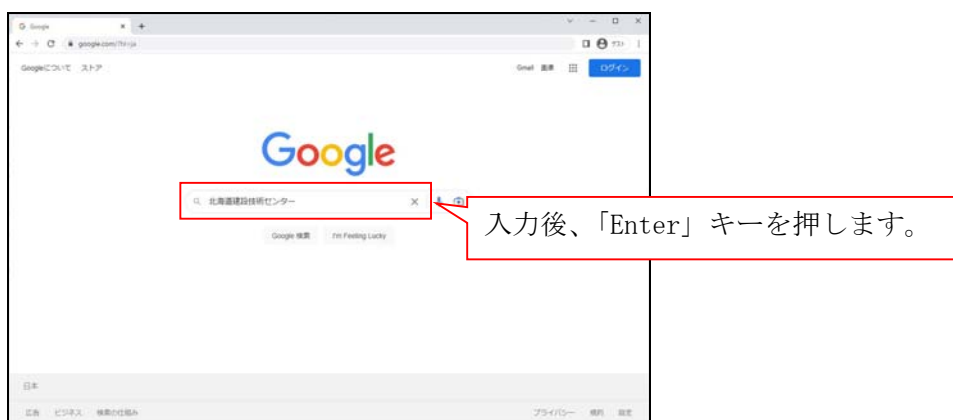 Google
google.com/?hl=ja
ゲスト
Googleについて ストア
Gmail 画像
ログイン
Google
北海道建設技術センター
入力後、「Enter」キーを押します。
Google 検索 I'm Feeling Lucky
日本
広告 ビジネス 検索の仕組み
プライバシー 規約 設定